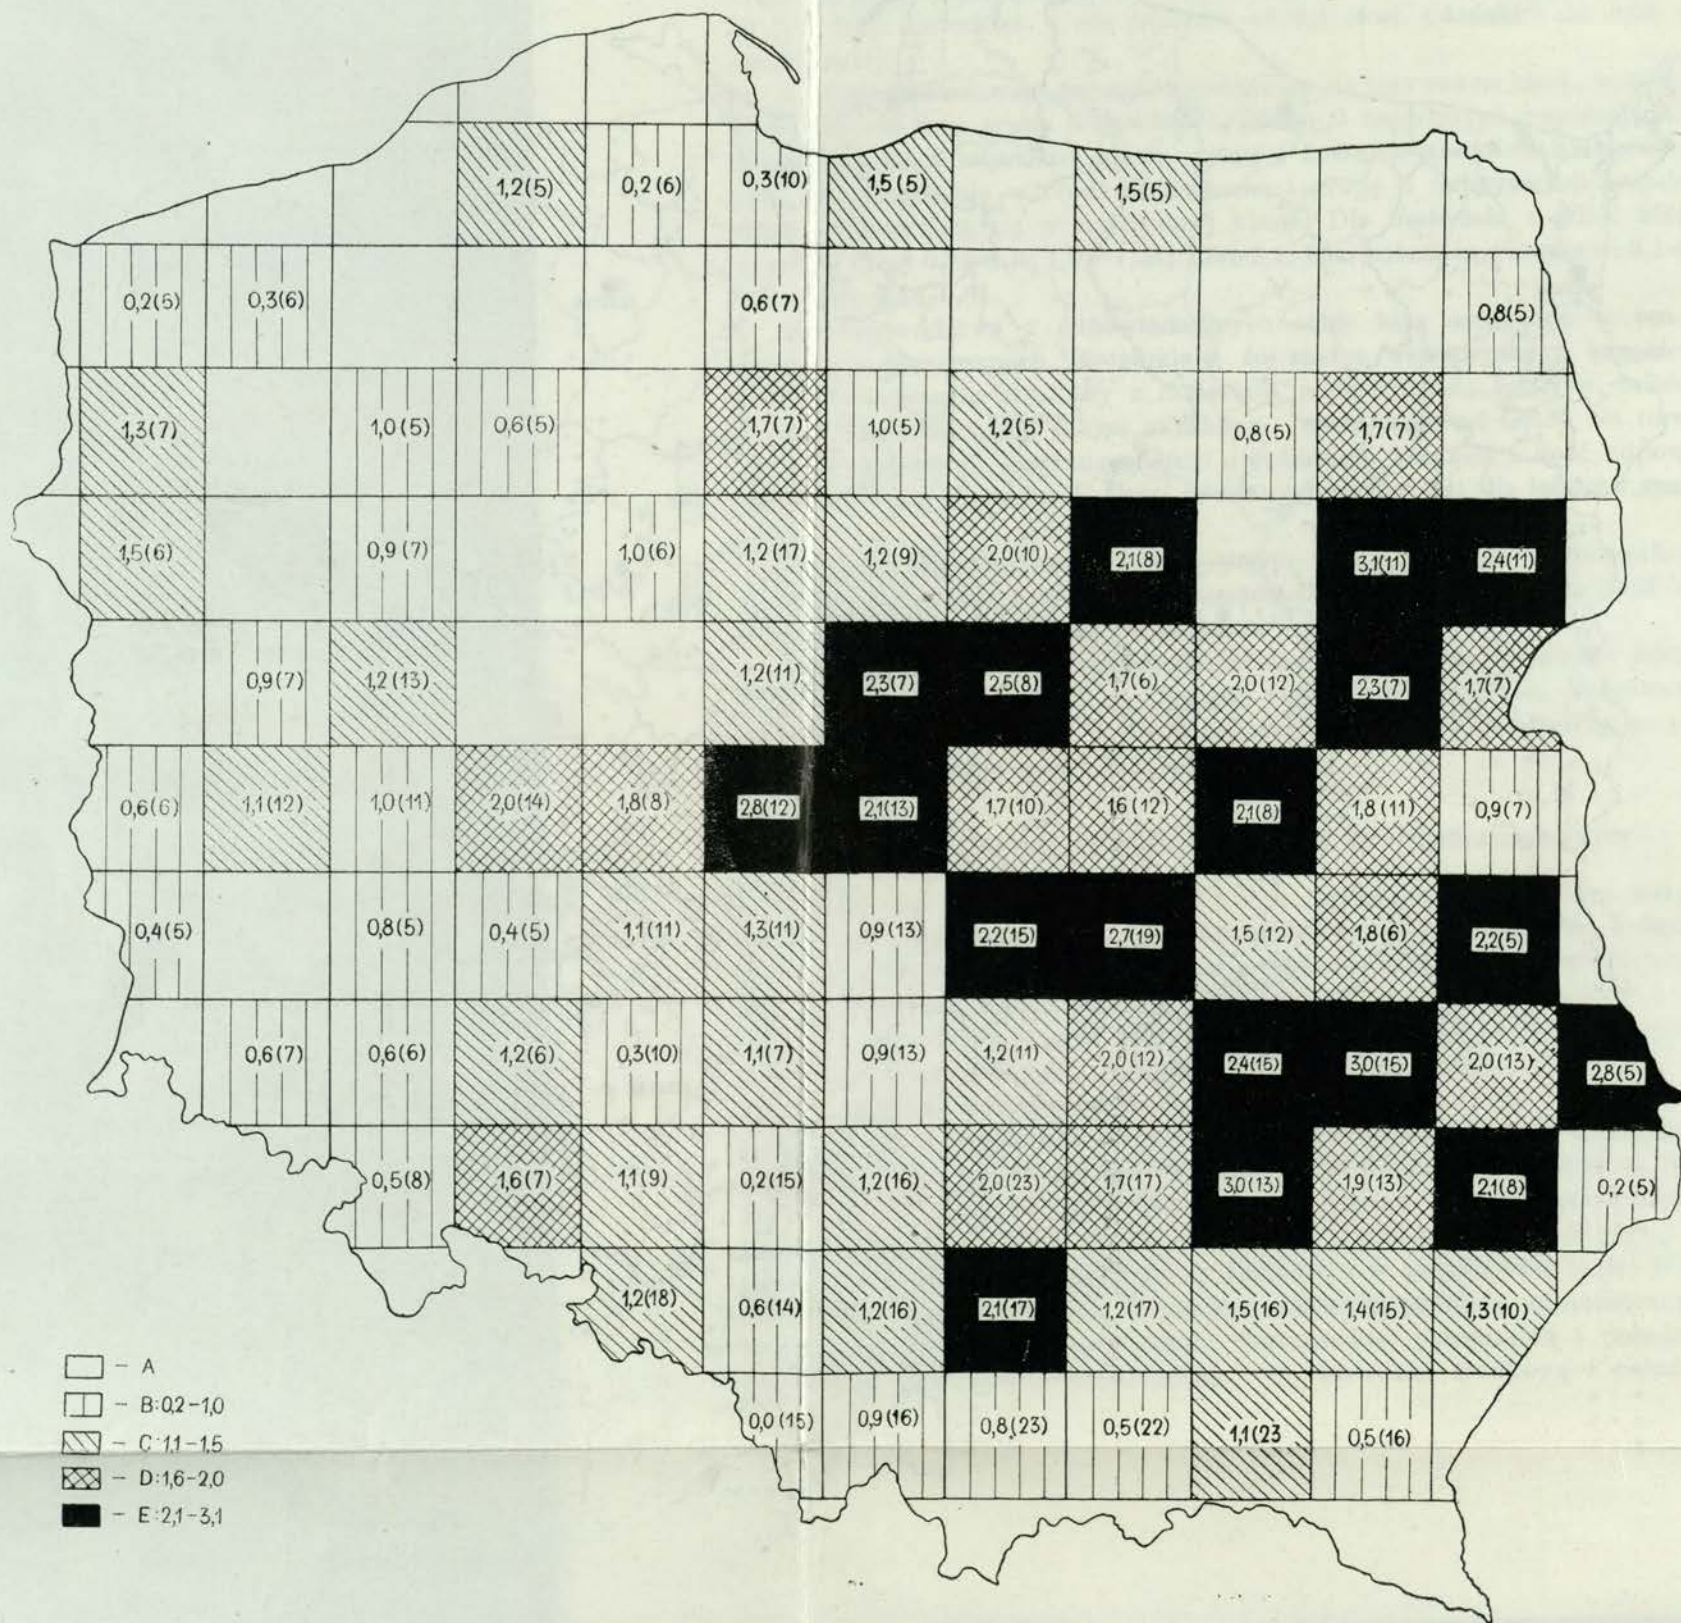 1,2(5) 0,2(6) 0,3(10) 1,5(5) 1,5(5)
0,2(5) 0,3(6) 0,6(7) 0,8(5)
1,3(7) 1,0(5) 0,6(5) 1,7(7) 1,0(5) 1,2(5) 0,8(5) 1,7(7)
1,5(6) 0,9(7) 1,0(6) 1,2(17) 1,2(9) 2,0(10) 2,1(8) 3,1(11) 2,4(11)
0,9(7) 1,2(13) 1,2(11) 2,3(7) 2,5(8) 1,7(6) 2,0(12) 2,3(7) 1,7(7)
0,6(6) 1,1(12) 1,0(11) 2,0(14) 1,8(8) 2,8(12) 2,1(13) 1,7(10) 1,6(12) 2,1(8) 1,8(11) 0,9(7)
0,4(5) 0,8(5) 0,4(5) 1,1(11) 1,3(11) 0,9(13) 2,2(15) 2,7(19) 1,5(12) 1,8(6) 2,2(5)
0,6(7) 0,6(6) 1,2(6) 0,3(10) 1,1(7) 0,9(13) 1,2(11) 2,0(12) 2,4(15) 3,0(15) 2,0(13) 2,8(5)
0,5(8) 1,6(7) 1,1(9) 0,2(15) 1,2(16) 2,0(23) 1,7(17) 3,0(13) 1,9(13) 2,1(8) 0,2(5)
1,2(18) 0,6(14) 1,2(16) 2,1(17) 1,2(17) 1,5(16) 1,4(15) 1,3(10)
0,0(15) 0,9(16) 0,8(23) 0,5(22) 1,1(23 0,5(16)
– A
– B:0,2–1,0
– C:1,1–1,5
– D:1,6–2,0
– E:2,1–3,1